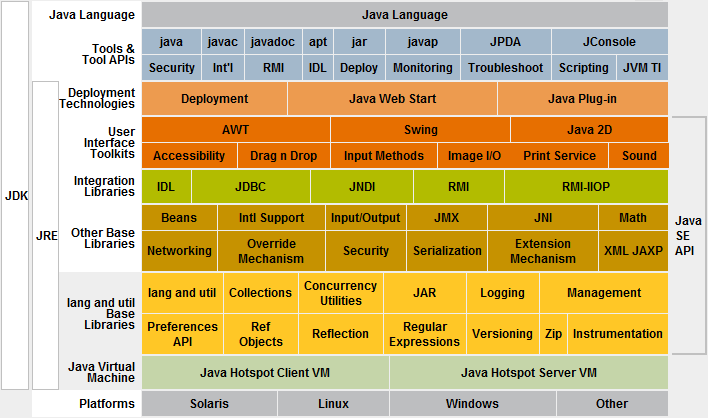 Java Language Java Language
Tools & Tool APIs
java javac javadoc apt jar javap JPDA JConsole
Security Int'l RMI IDL Deploy Monitoring Troubleshoot Scripting JVM TI
Deployment Technologies
Deployment Java Web Start Java Plug-in
User Interface Toolkits
AWT Swing Java 2D
Accessibility Drag n Drop Input Methods Image I/O Print Service Sound
Integration Libraries
IDL JDBC JNDI RMI RMI-IIOP
JDK
JRE
Java SE API
Other Base Libraries
Beans Intl Support Input/Output JMX JNI Math
Networking Override Mechanism Security Serialization Extension Mechanism XML JAXP
lang and util Base Libraries
lang and util Collections Concurrency Utilities JAR Logging Management
Preferences API Ref Objects Reflection Regular Expressions Versioning Zip Instrumentation
Java Virtual Machine
Java Hotspot Client VM Java Hotspot Server VM
Platforms Solaris Linux Windows Other